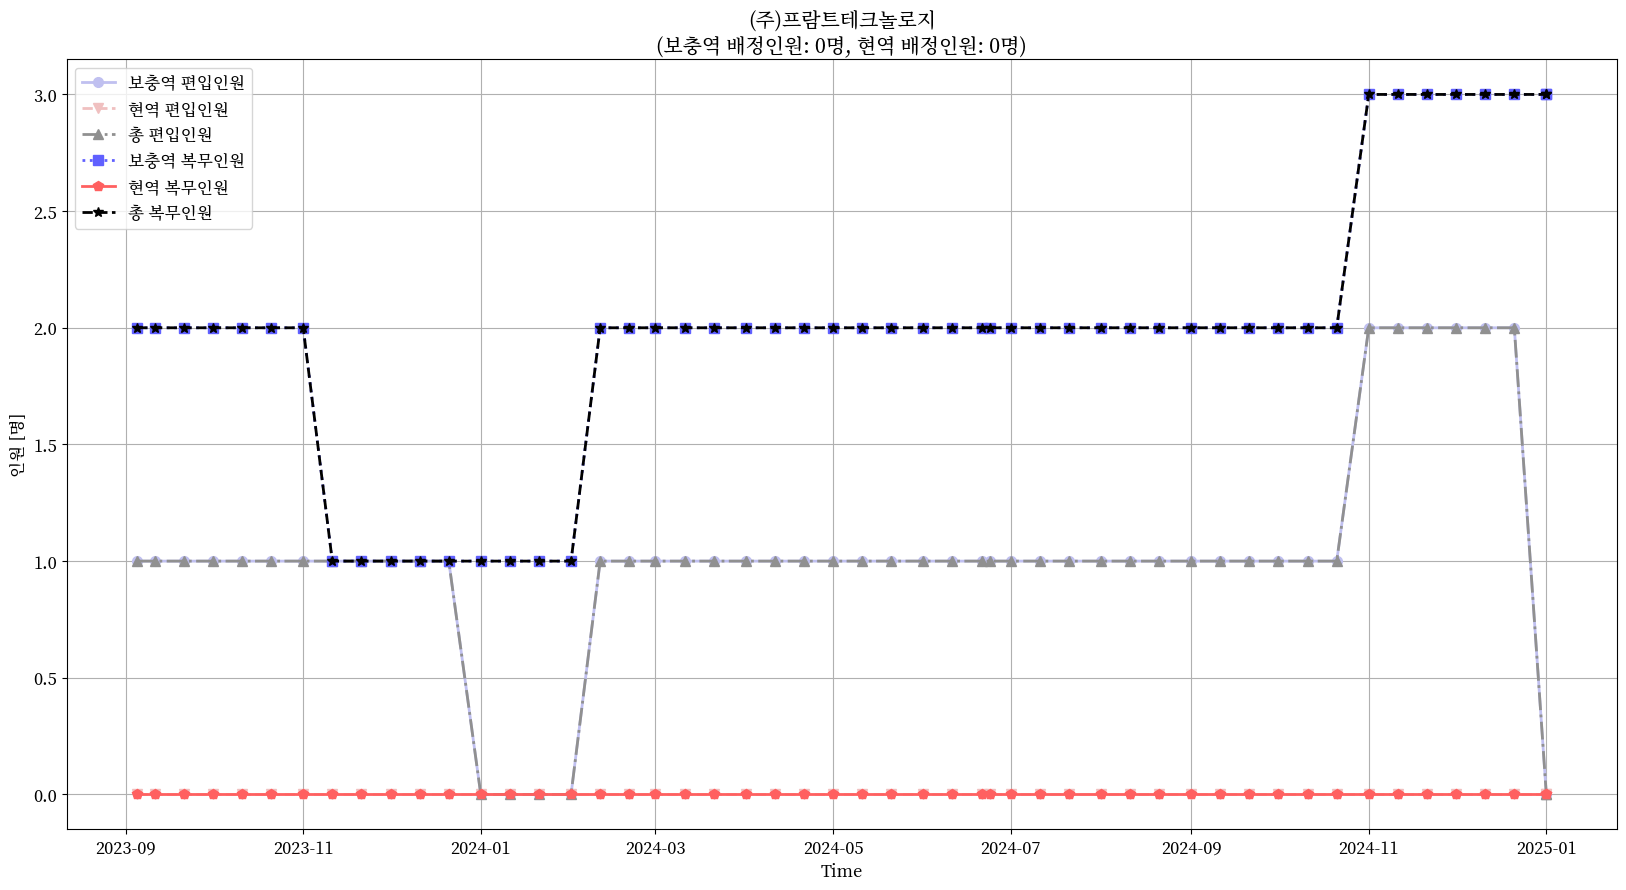 (주)프람트테크놀로지
(보충역 배정인원: 0명, 현역 배정인원: 0명)
보충역 편입인원
현역 편입인원
총 편입인원
보충역 복무인원
현역 복무인원
총 복무인원
3.0
2.5
2.0
1.5
1.0
0.5
0.0
인원 [명]
2023-09
2023-11
2024-01
2024-03
2024-05
2024-07
2024-09
2024-11
2025-01
Time